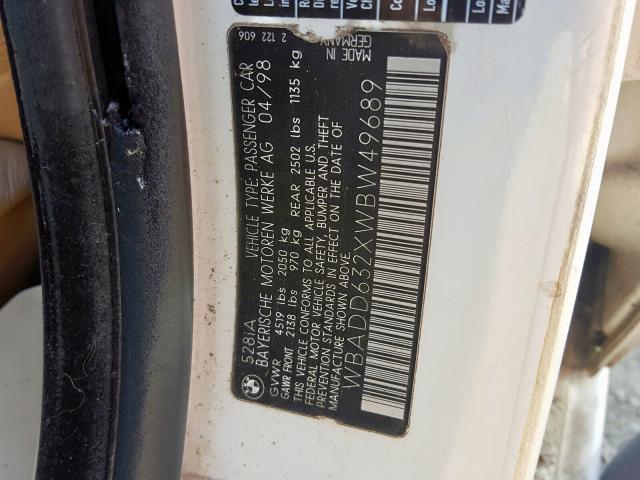 528iA VEHICLE TYPE: PASSENGER CAR 2 122 606
BAYERISCHE MOTOREN WERKE AG 04/98
GVWR 4519 lbs 2050 kg
GAWR FRONT 2138 lbs 970 kg REAR 2502 lbs 1135 kg
THIS VEHICLE CONFORMS TO ALL APPLICABLE U.S.
FEDERAL MOTOR VEHICLE SAFETY, BUMPER AND THEFT
PREVENTION STANDARDS IN EFFECT ON THE DATE OF
MANUFACTURE SHOWN ABOVE.
MADE IN
GERMANY
WBADD632XWBW49689